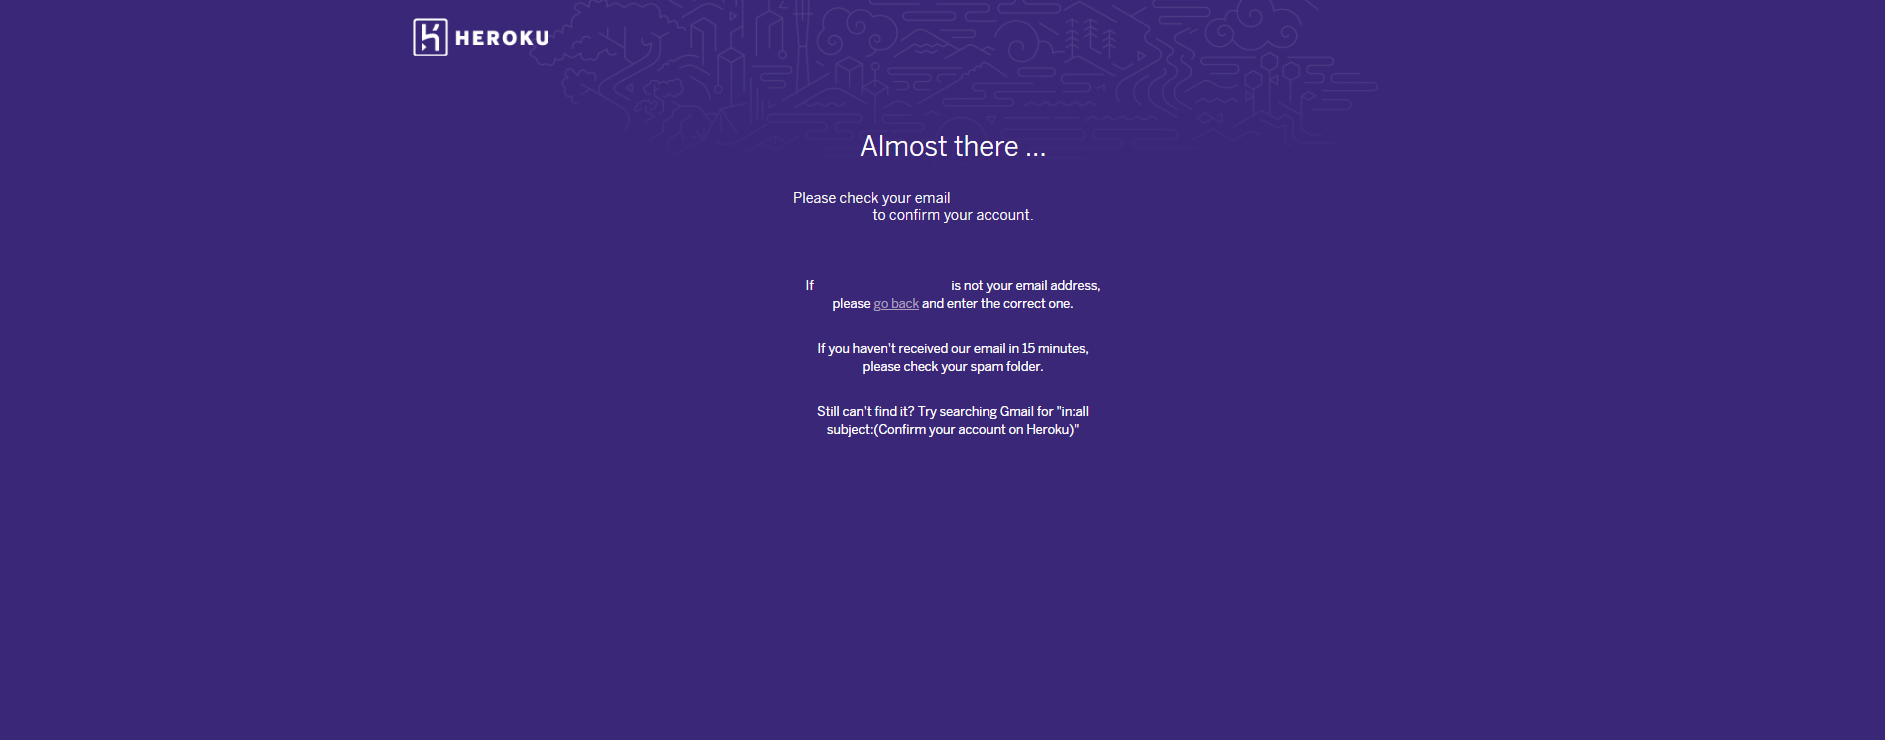 HEROKU
Almost there ...
Please check your email
to confirm your account.
If is not your email address,
please go back and enter the correct one.
If you haven't received our email in 15 minutes,
please check your spam folder.
Still can't find it? Try searching Gmail for "in:all
subject:(Confirm your account on Heroku)"